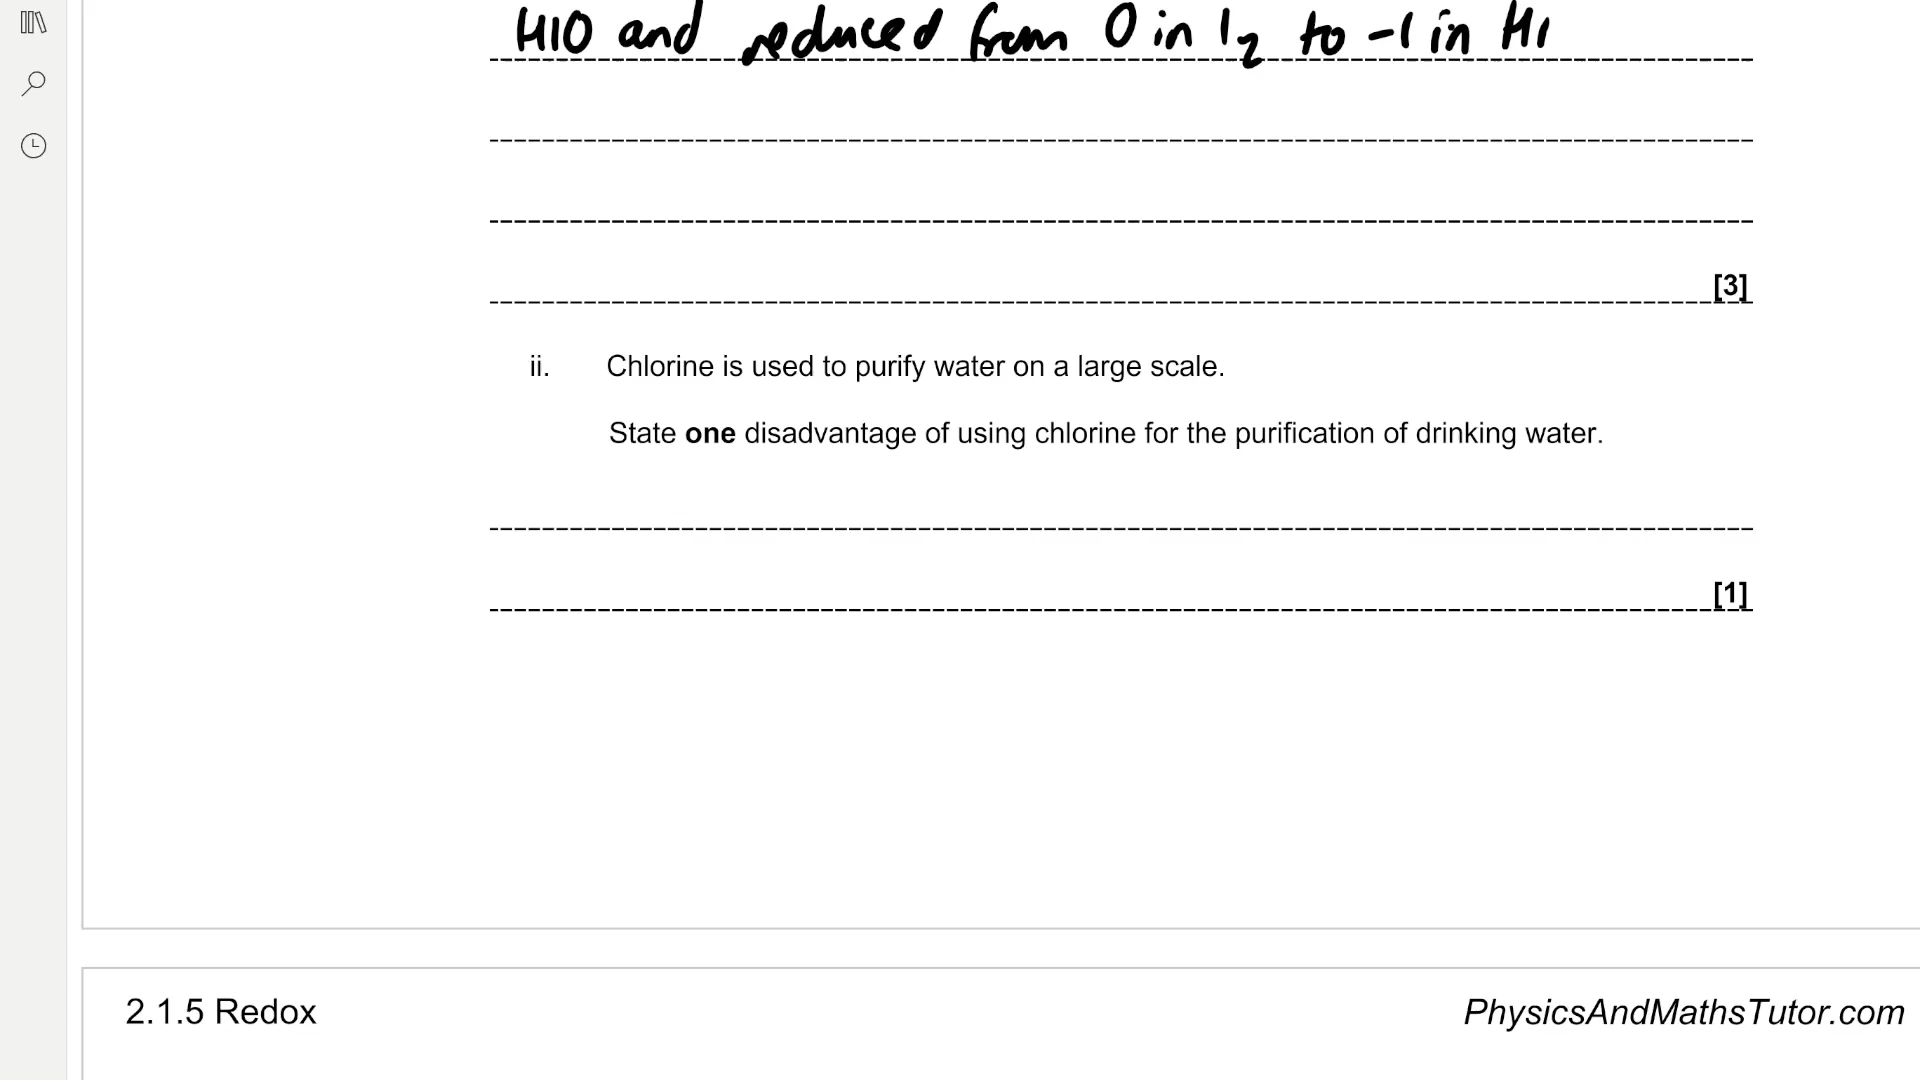 HIO and reduced from 0 in I2 to -1 in HI
[3]
ii. Chlorine is used to purify water on a large scale.
State one disadvantage of using chlorine for the purification of drinking water.
[1]
2.1.5 Redox
PhysicsAndMathsTutor.com